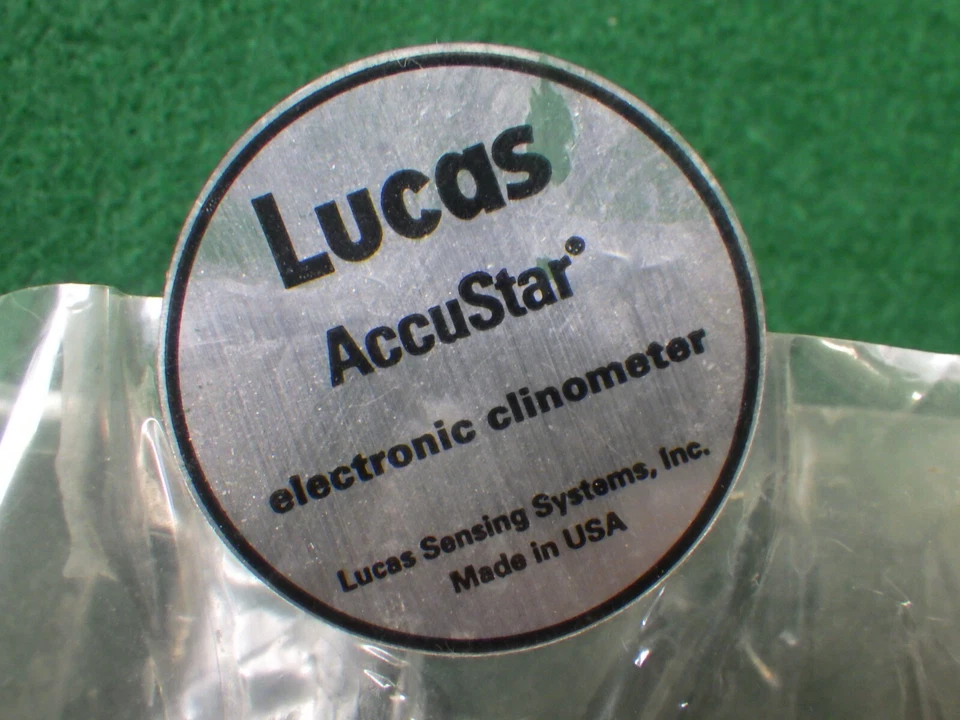 Lucas
AccuStar®
electronic clinometer
Lucas Sensing Systems, Inc.
Made in USA